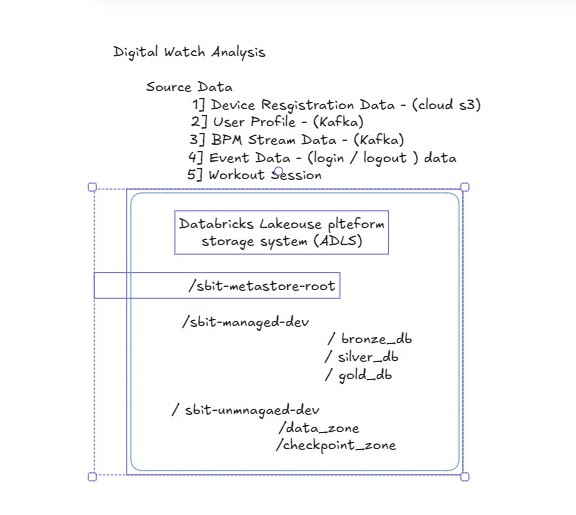 Digital Watch Analysis
Source Data
1] Device Resgistration Data - (cloud s3)
2] User Profile - (Kafka)
3] BPM Stream Data - (Kafka)
4] Event Data - (login / logout ) data
5] Workout Session
Databricks Lakeouse plteform
storage system (ADLS)
/sbit-metastore-root
/sbit-managed-dev
/ bronze_db
/ silver_db
/ gold_db
/ sbit-unmnagaed-dev
/data_zone
/checkpoint_zone